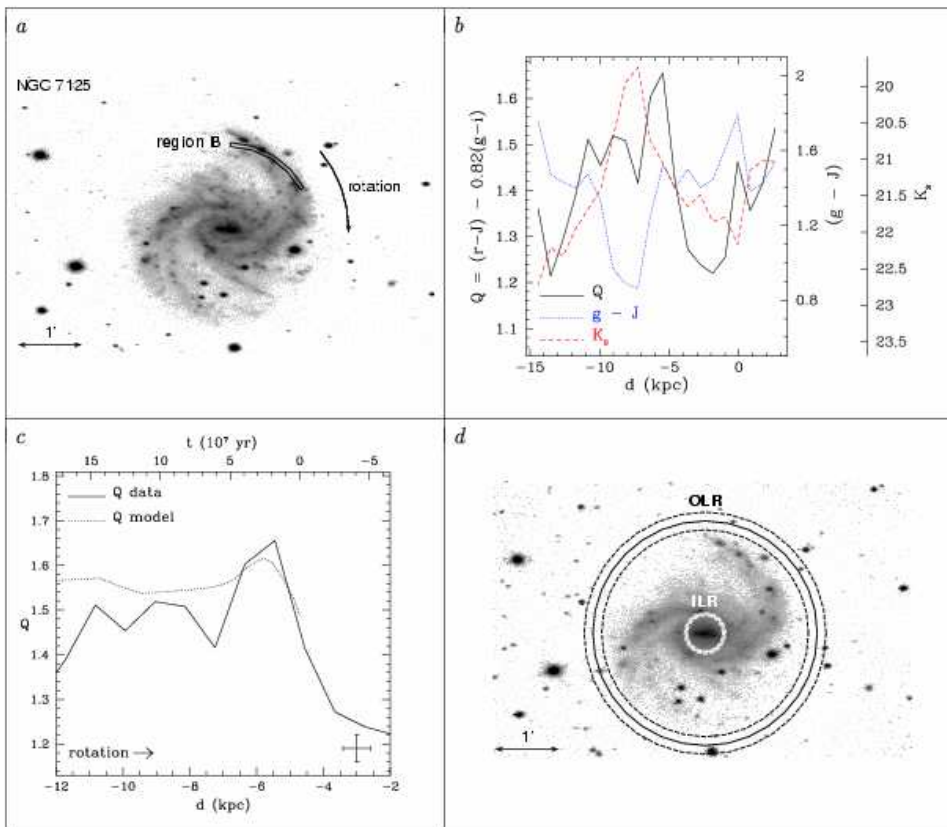 a
NGC 7125
region IB
rotation
1'
b
Q = (r-J) - 0.82(g-i)
1.6
1.5
1.4
1.3
1.2
1.1
Q
g - J
K_s
-15
-10
-5
0
d (kpc)
2
1.6
1.2
0.8
(g - J)
20
20.5
21
21.5
22
22.5
23
23.5
K_s
c
t (10⁷ yr)
15
10
5
0
-5
1.8
1.7
1.6
1.5
1.4
1.3
1.2
Q
Q data
Q model
rotation →
-12
-10
-8
-6
-4
-2
d (kpc)
d
OLR
ILR
1'